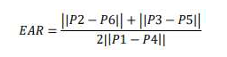 EAR = ||P2 − P6|| + ||P3 − P5|| / 2||P1 − P4||